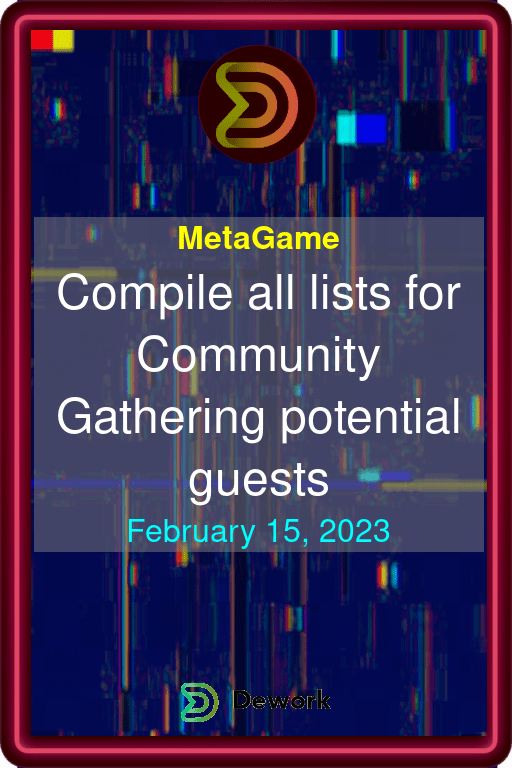 MetaGame
Compile all lists for
Community
Gathering potential
guests
February 15, 2023
Dework